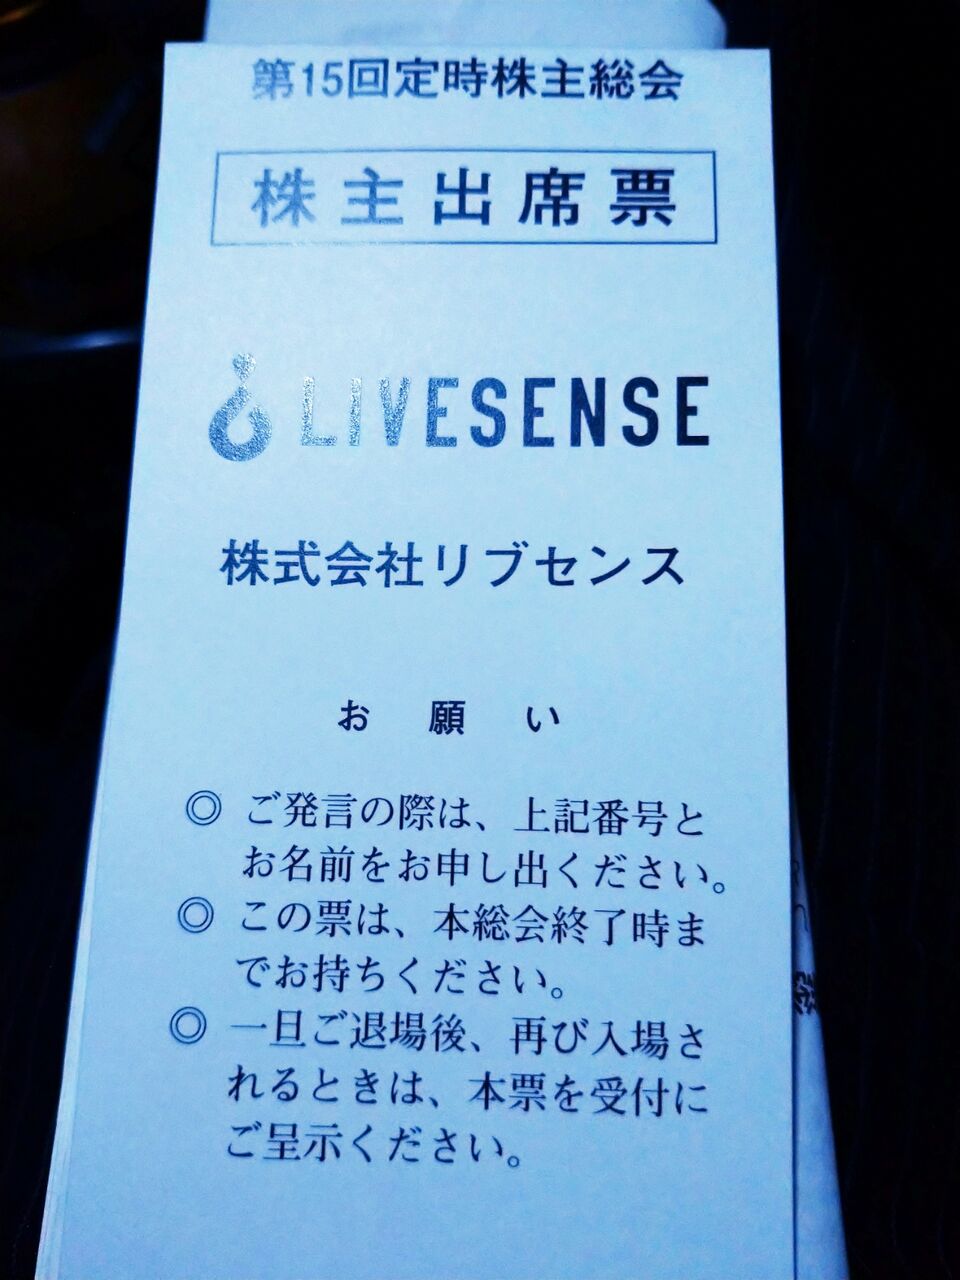 第15回定時株主総会
株主出席票
LIVESENSE
株式会社リブセンス
お願い
◎ ご発言の際は、上記番号と
お名前をお申し出ください。
◎ この票は、本総会終了時ま
でお持ちください。
◎ 一旦ご退場後、再び入場さ
れるときは、本票を受付に
ご呈示ください。